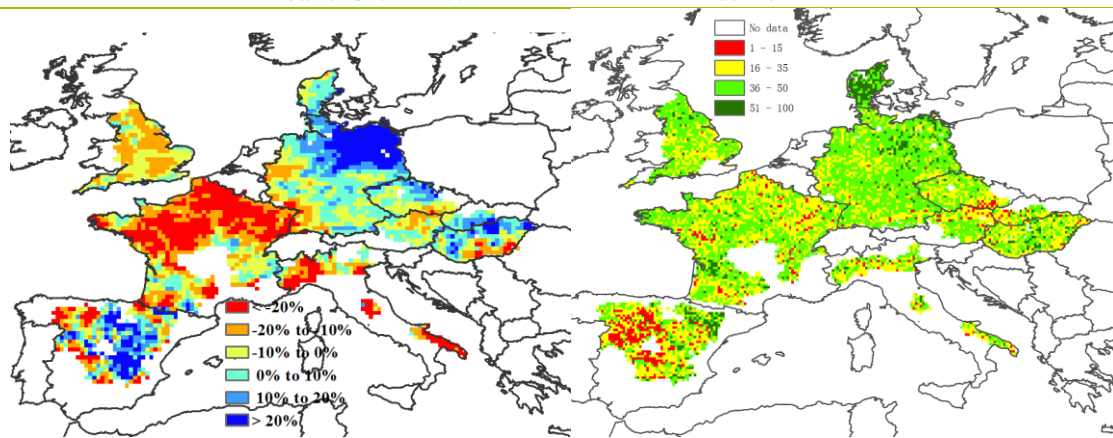 No data
1 - 15
16 - 35
36 - 50
51 - 100
< -20%
-20% to -10%
-10% to 0%
0% to 10%
10% to 20%
> 20%